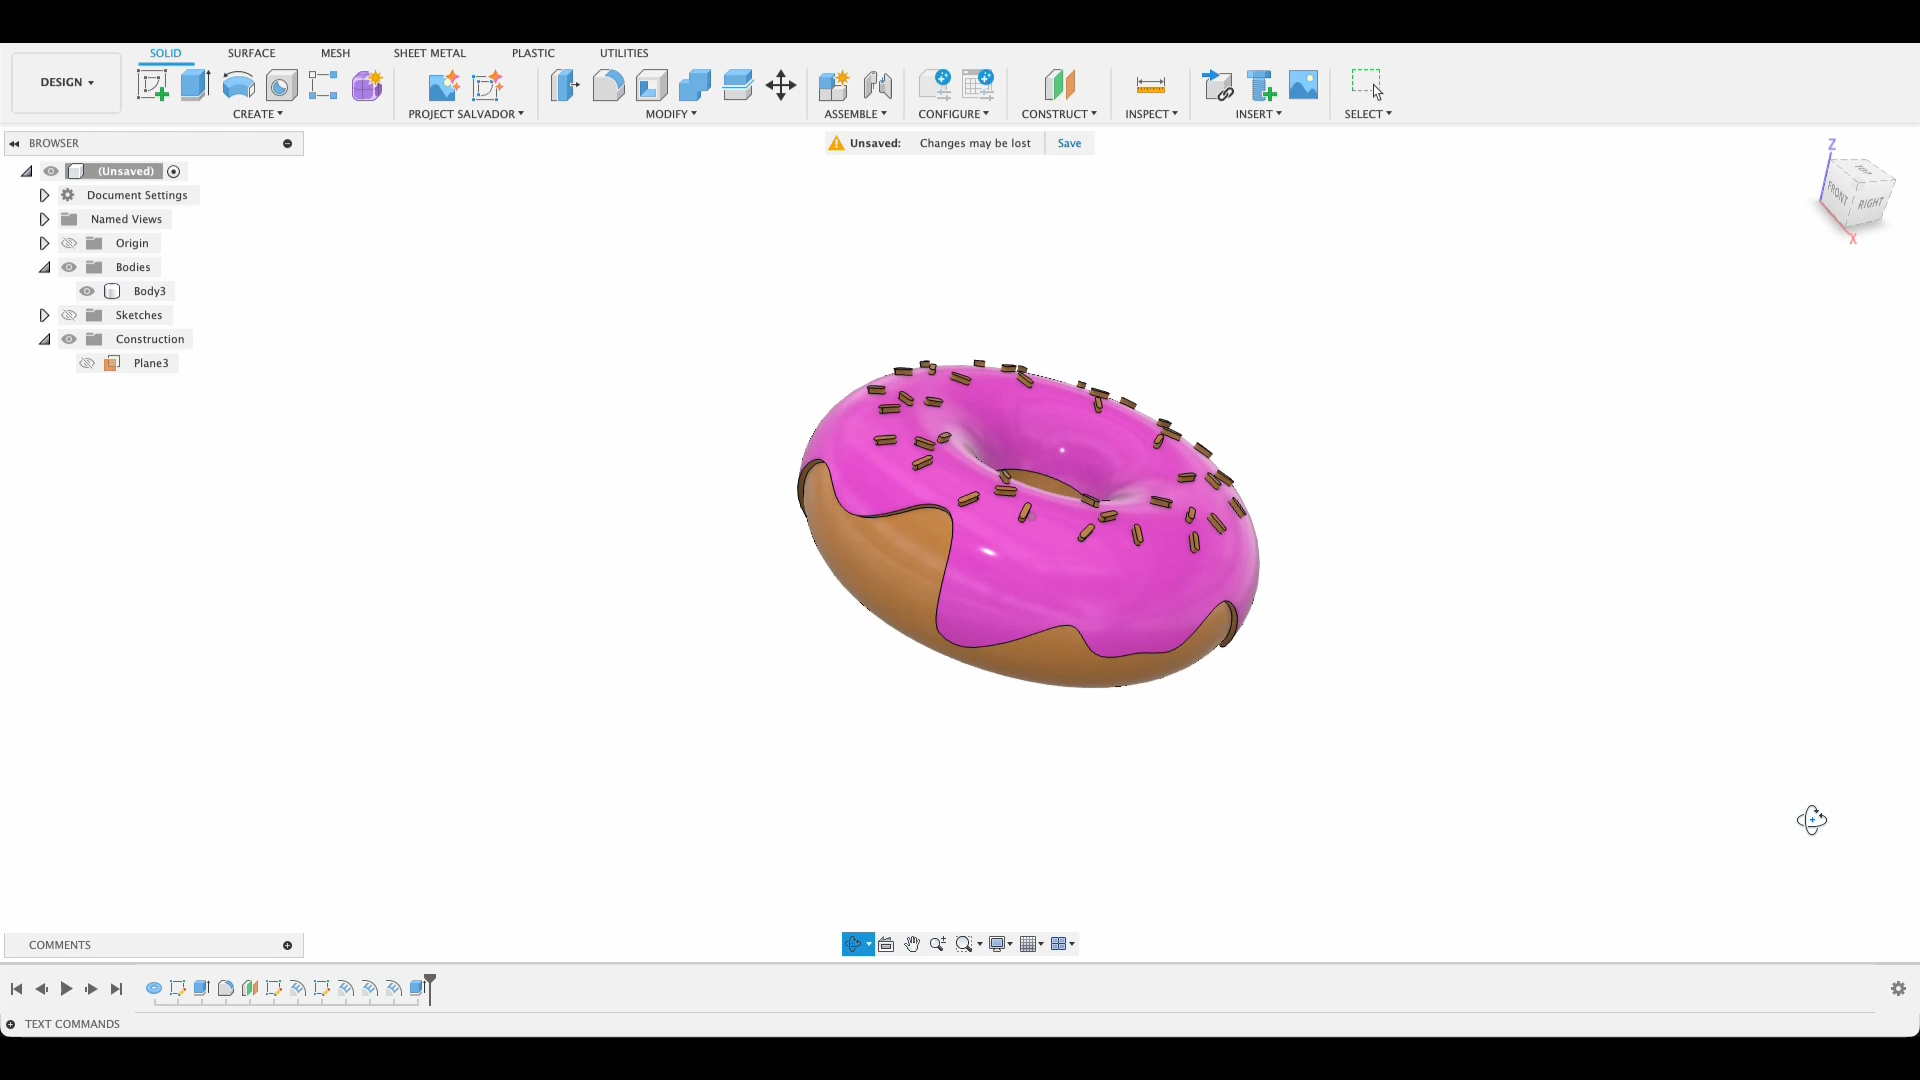 SOLID SURFACE MESH SHEET METAL PLASTIC UTILITIES
DESIGN
CREATE PROJECT SALVADOR MODIFY ASSEMBLE CONFIGURE CONSTRUCT INSPECT INSERT SELECT
BROWSER
Unsaved: Changes may be lost Save
(Unsaved)
Document Settings
Named Views
Origin
Bodies
Body3
Sketches
Construction
Plane3
Z
TOP
FRONT RIGHT
X
COMMENTS
TEXT COMMANDS